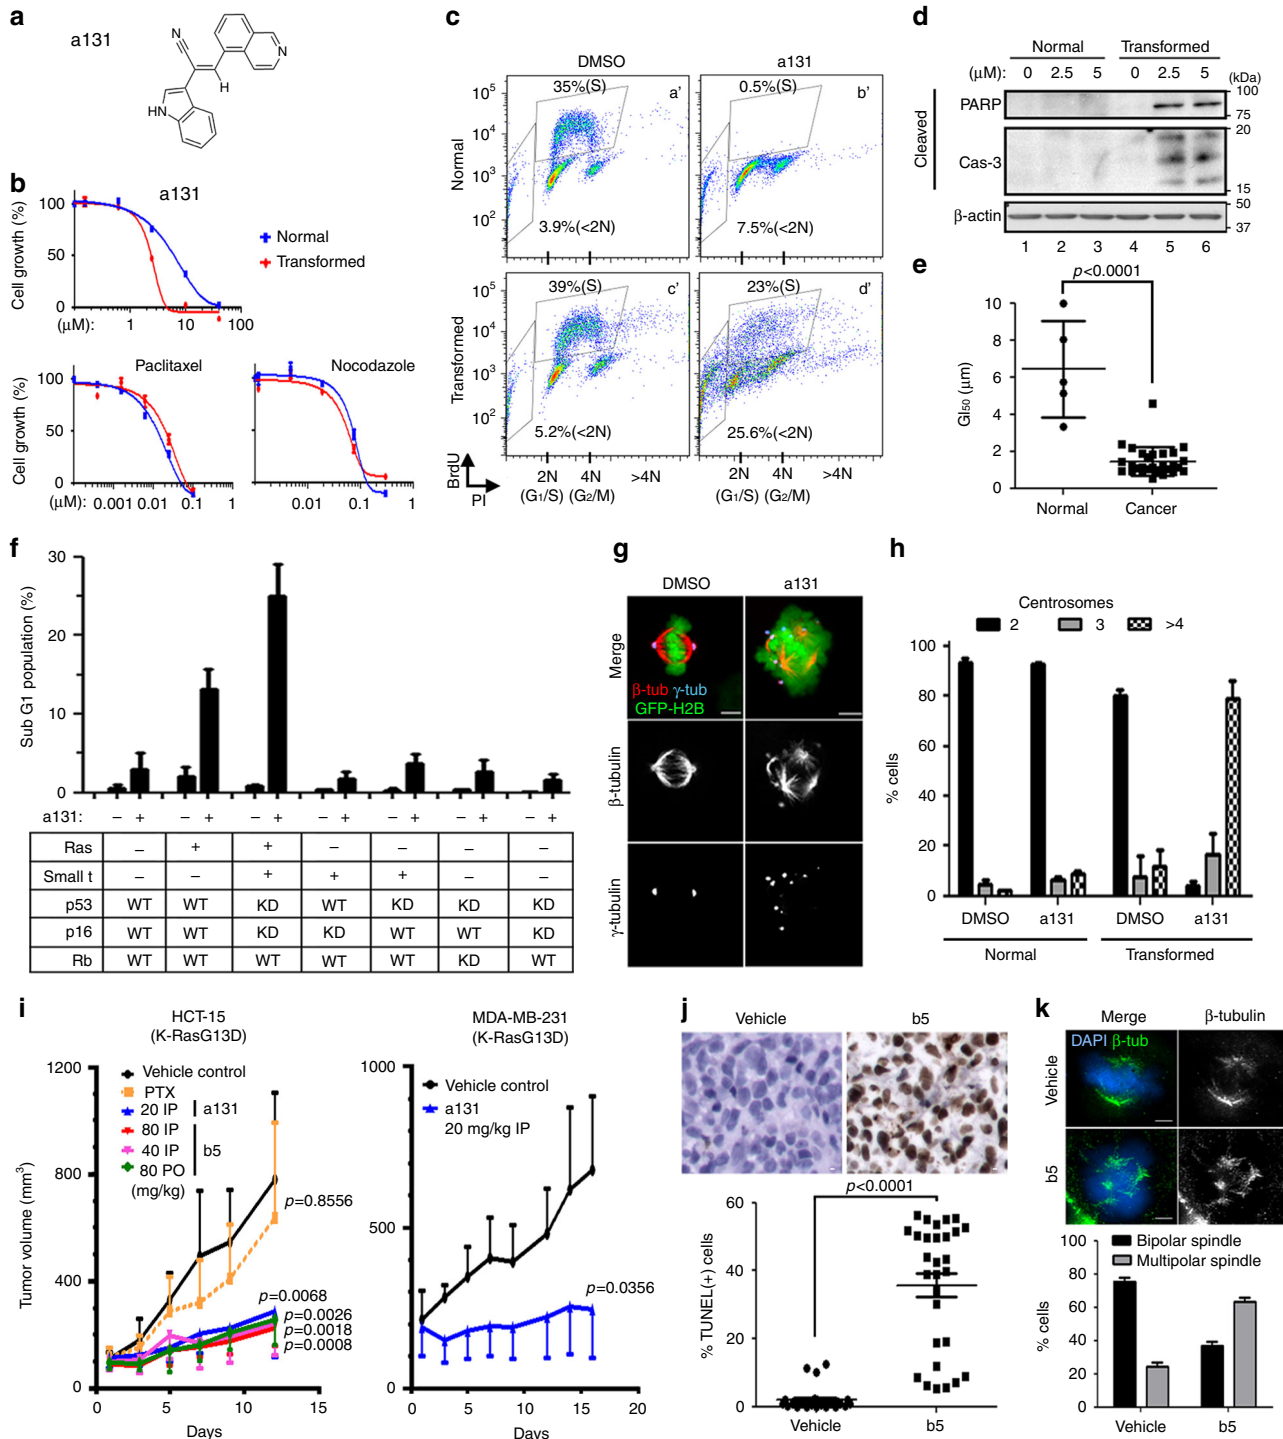 a
a131
N
N
H
HN
b
a131
Cell growth (%)
100
50
0
(μM):
1
10
100
Normal
Transformed
Paclitaxel
Nocodazole
Cell growth (%)
100
50
0
(μM):
0.001
0.01
0.1
1
0.01
0.1
1
c
DMSO
a131
Normal
10⁵
10⁴
10³
10²
35%(S)
a'
3.9%(<2N)
0.5%(S)
b'
7.5%(<2N)
Transformed
10⁵
10⁴
10³
10²
39%(S)
c'
5.2%(<2N)
23%(S)
d'
25.6%(<2N)
BrdU
PI
2N 4N >4N
(G₁/S) (G₂/M)
2N 4N >4N
(G₁/S) (G₂/M)
d
Normal Transformed
(μM): 0 2.5 5 0 2.5 5 (kDa)
Cleaved
PARP
100
75
Cas-3
20
15
β-actin
50
37
1 2 3 4 5 6
e
p<0.0001
GI₅₀ (μm)
10
8
6
4
2
0
Normal Cancer
f
Sub G1 population (%)
30
20
10
0
a131: – + – + – + – + – + – + – +
Ras – + + – – – –
Small t – – + + + – –
p53 WT WT KD WT KD KD KD
p16 WT WT KD KD WT WT KD
Rb WT WT WT WT WT KD WT
g
DMSO a131
Merge
β-tub γ-tub
GFP-H2B
β-tubulin
γ-tubulin
h
Centrosomes
2 3 >4
% cells
100
80
60
40
20
0
DMSO a131 DMSO a131
Normal Transformed
i
HCT-15
(K-RasG13D)
Tumor volume (mm³)
1200
800
400
0
Vehicle control
PTX
20 IP a131
80 IP
40 IP b5
80 PO
(mg/kg)
p=0.8556
p=0.0068
p=0.0026
p=0.0018
p=0.0008
0 5 10 15
Days
MDA-MB-231
(K-RasG13D)
1000
500
0
Vehicle control
a131
20 mg/kg IP
p=0.0356
0 5 10 15 20
Days
j
Vehicle b5
p<0.0001
% TUNEL(+) cells
60
40
20
0
Vehicle b5
k
Merge β-tubulin
DAPI β-tub
Vehicle
b5
Bipolar spindle
Multipolar spindle
% cells
100
80
60
40
20
0
Vehicle b5